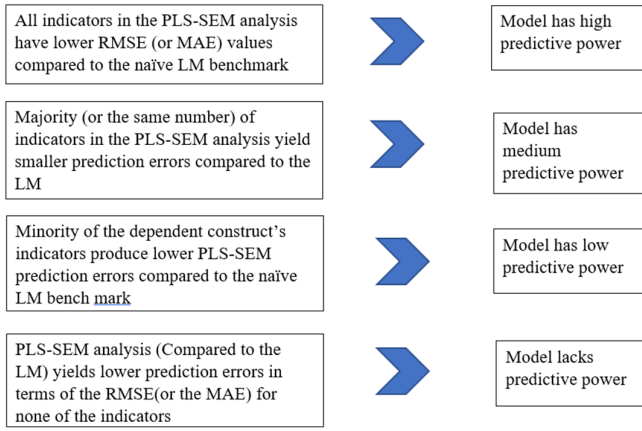 All indicators in the PLS-SEM analysis
have lower RMSE (or MAE) values
compared to the naïve LM benchmark
Model has high
predictive power
Majority (or the same number) of
indicators in the PLS-SEM analysis yield
smaller prediction errors compared to the
LM
Model has
medium
predictive power
Minority of the dependent construct's
indicators produce lower PLS-SEM
prediction errors compared to the naïve
LM bench mark
Model has low
predictive power
PLS-SEM analysis (Compared to the
LM) yields lower prediction errors in
terms of the RMSE(or the MAE) for
none of the indicators
Model lacks
predictive power